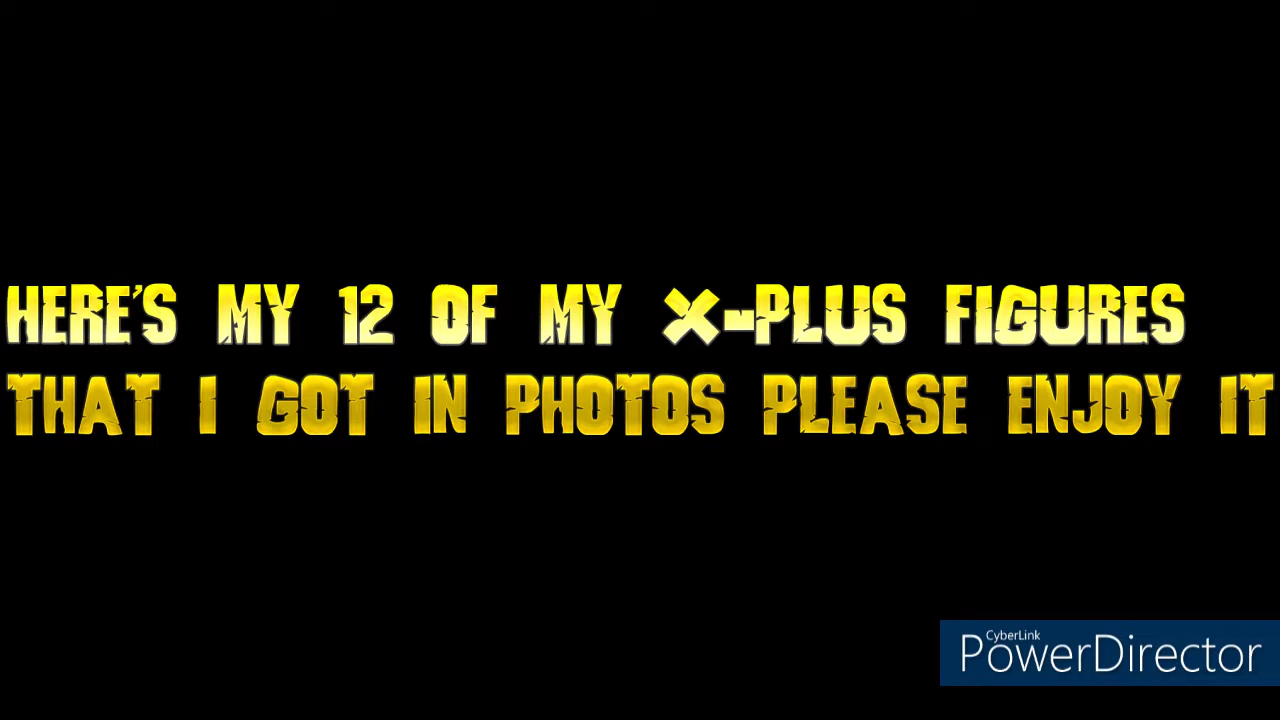 HERE'S MY 12 OF MY X-PLUS FIGURES
THAT I GOT IN PHOTOS PLEASE ENJOY IT
CyberLink
PowerDirector